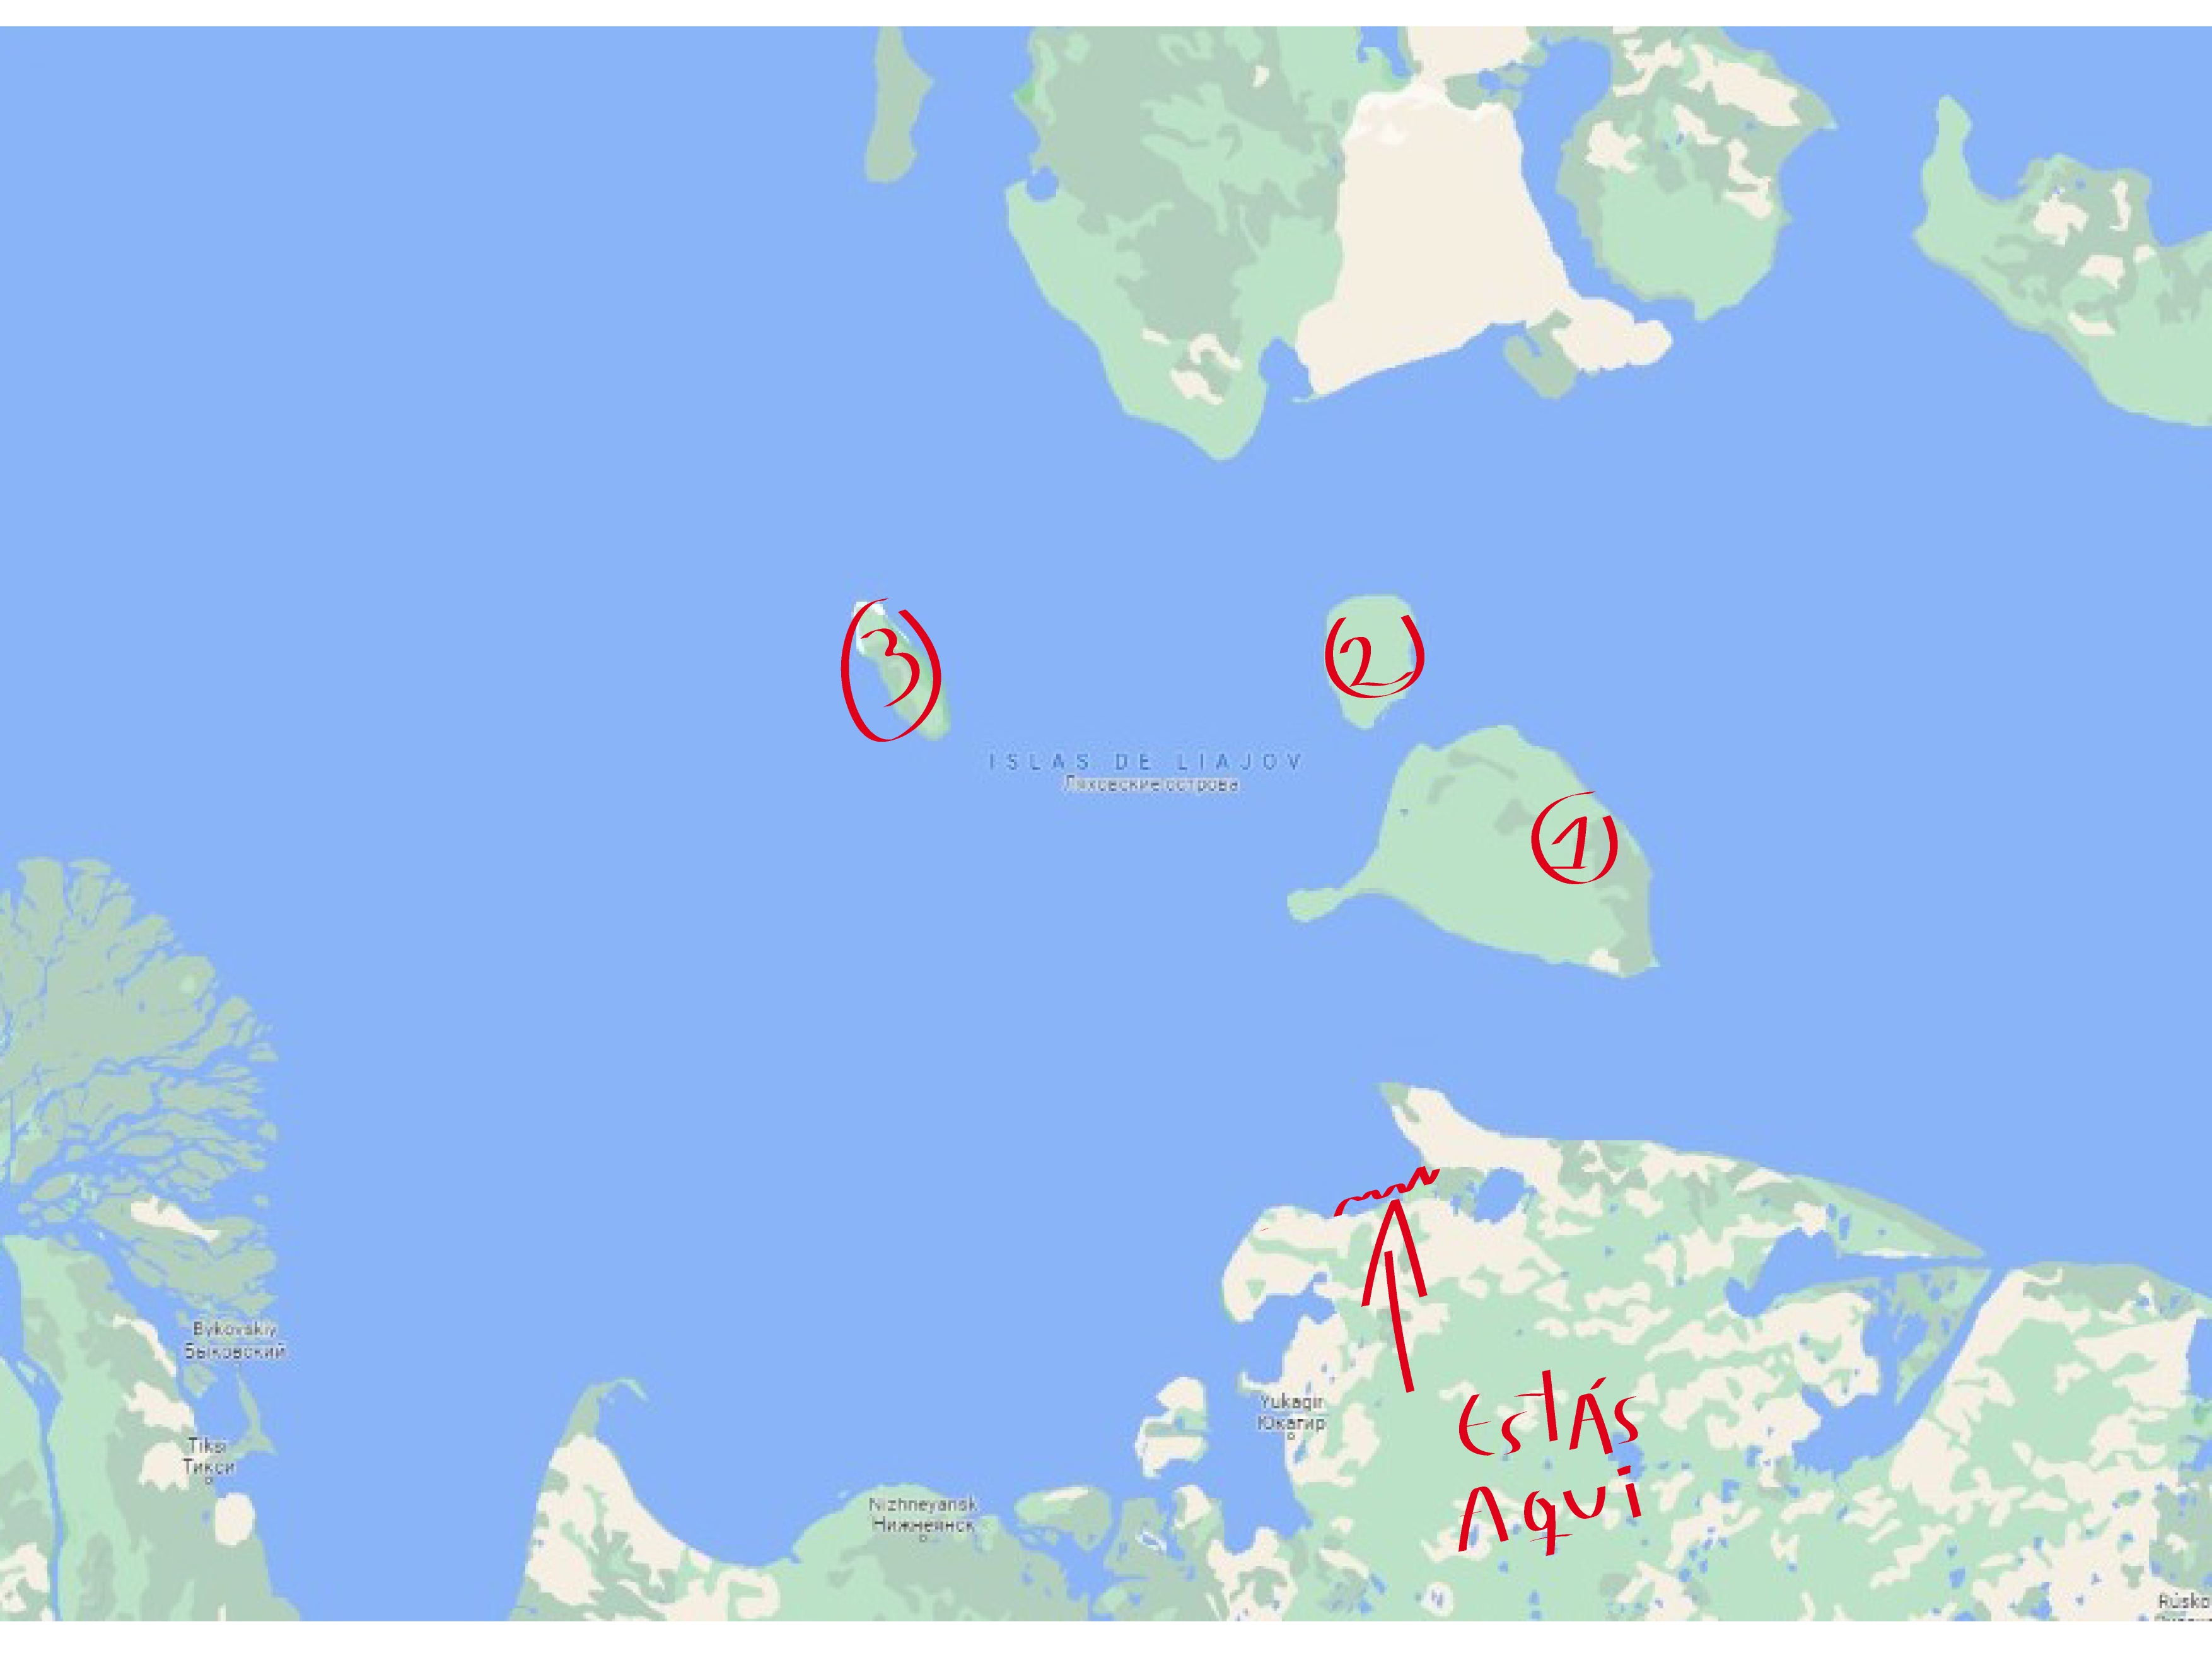 3
2
ISLAS DE LIAJOV
Ляховские острова
1
Bykovskiy
Быковский
Yukagir
Юкагир
EstÁs
Aqui
Tiksi
Тикси
Nizhneyansk
Нижнеянск
Rusko